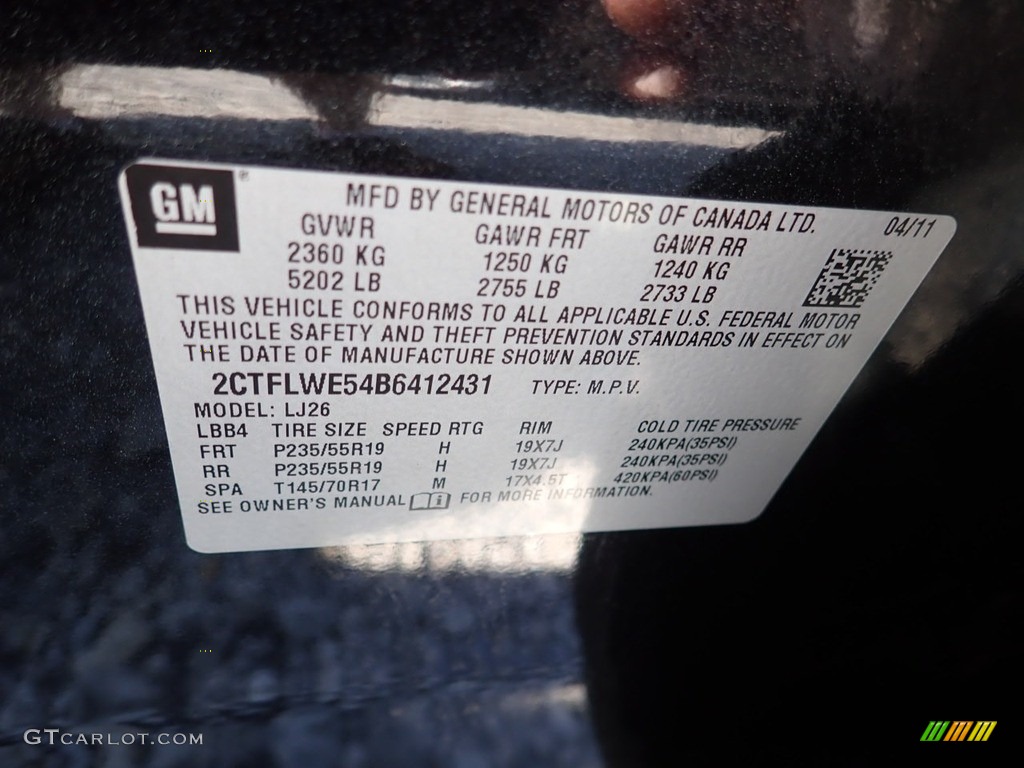 GM ®
MFD BY GENERAL MOTORS OF CANADA LTD. 04/11
GVWR GAWR FRT GAWR RR
2360 KG 1250 KG 1240 KG
5202 LB 2755 LB 2733 LB
THIS VEHICLE CONFORMS TO ALL APPLICABLE U.S. FEDERAL MOTOR
VEHICLE SAFETY AND THEFT PREVENTION STANDARDS IN EFFECT ON
THE DATE OF MANUFACTURE SHOWN ABOVE.
2CTFLWE54B6412431 TYPE: M.P.V.
MODEL: LJ26
LBB4 TIRE SIZE SPEED RTG RIM COLD TIRE PRESSURE
FRT P235/55R19 H 19X7J 240KPA(35PSI)
RR P235/55R19 H 19X7J 240KPA(35PSI)
SPA T145/70R17 M 17X4.5T 420KPA(60PSI)
SEE OWNER'S MANUAL FOR MORE INFORMATION.
GTCARLOT.COM